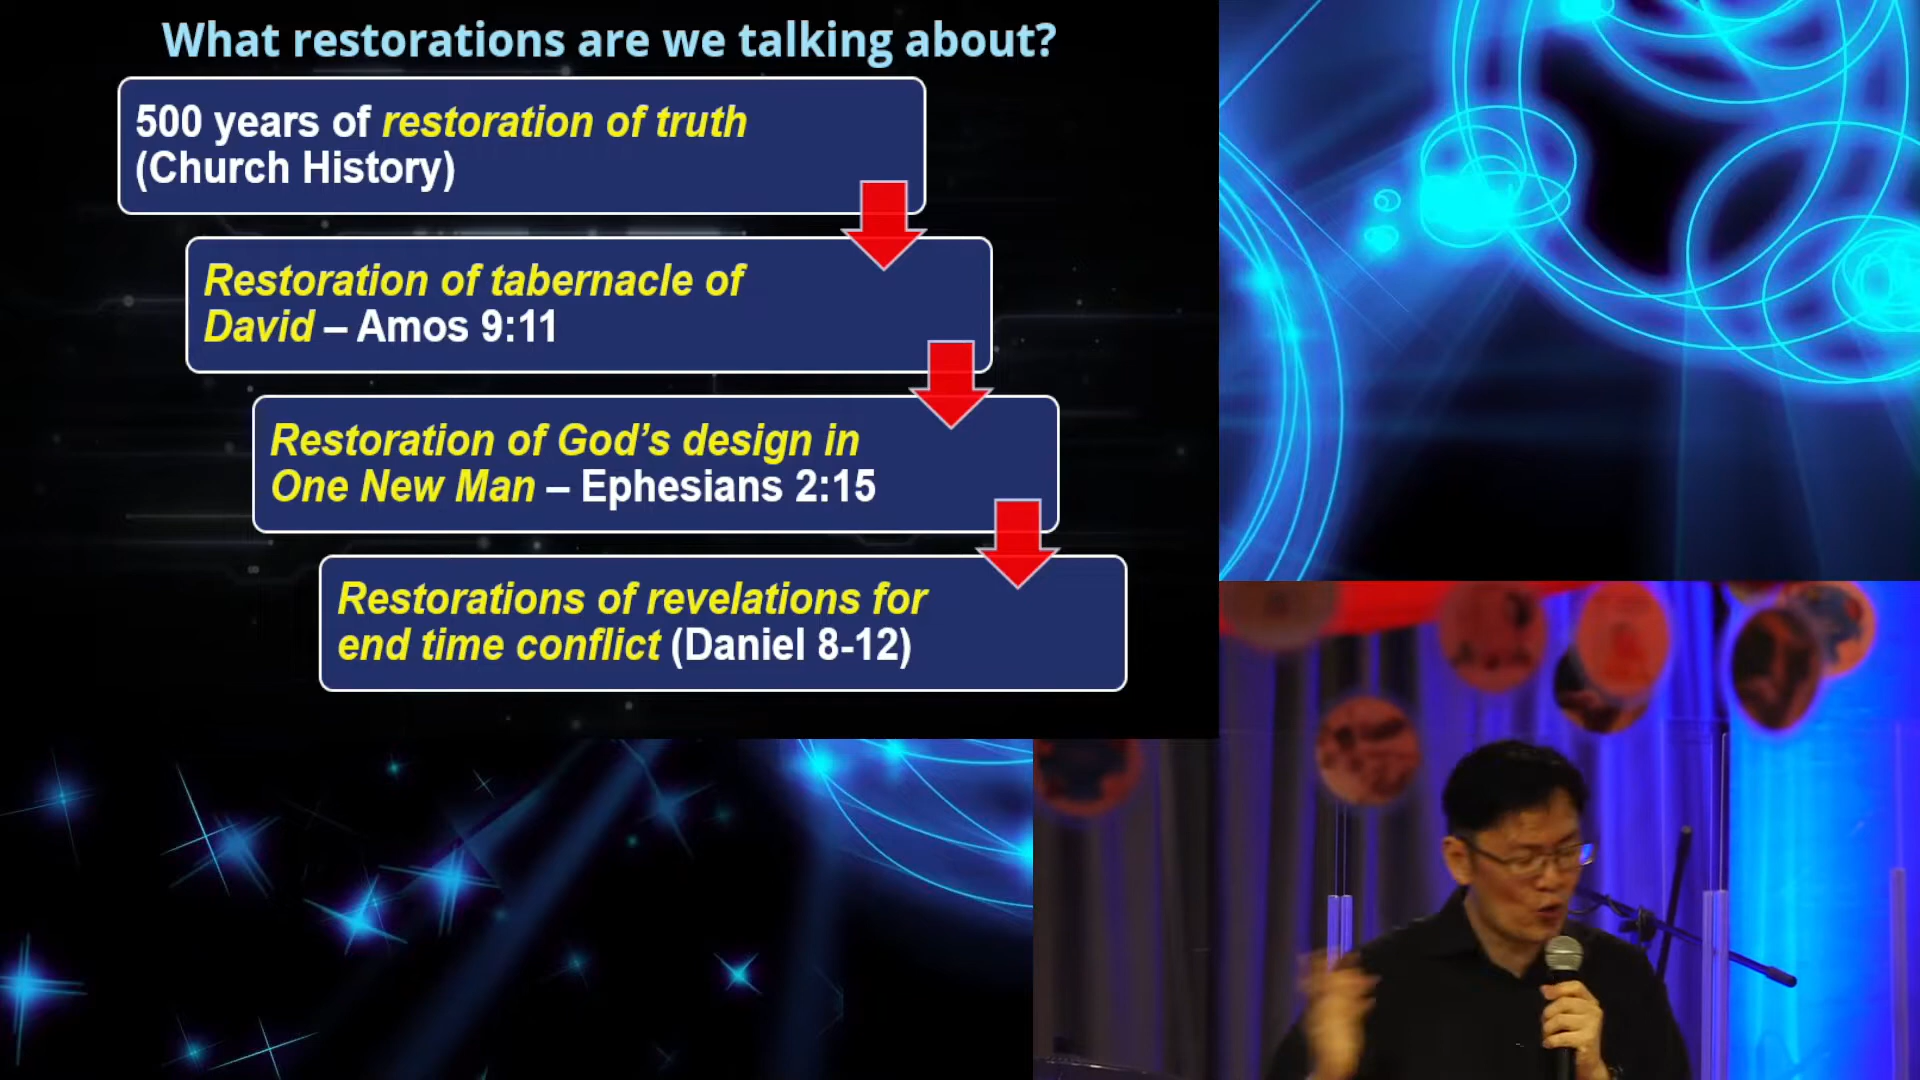 What restorations are we talking about?
500 years of restoration of truth
(Church History)
Restoration of tabernacle of
David – Amos 9:11
Restoration of God’s design in
One New Man – Ephesians 2:15
Restorations of revelations for
end time conflict (Daniel 8-12)